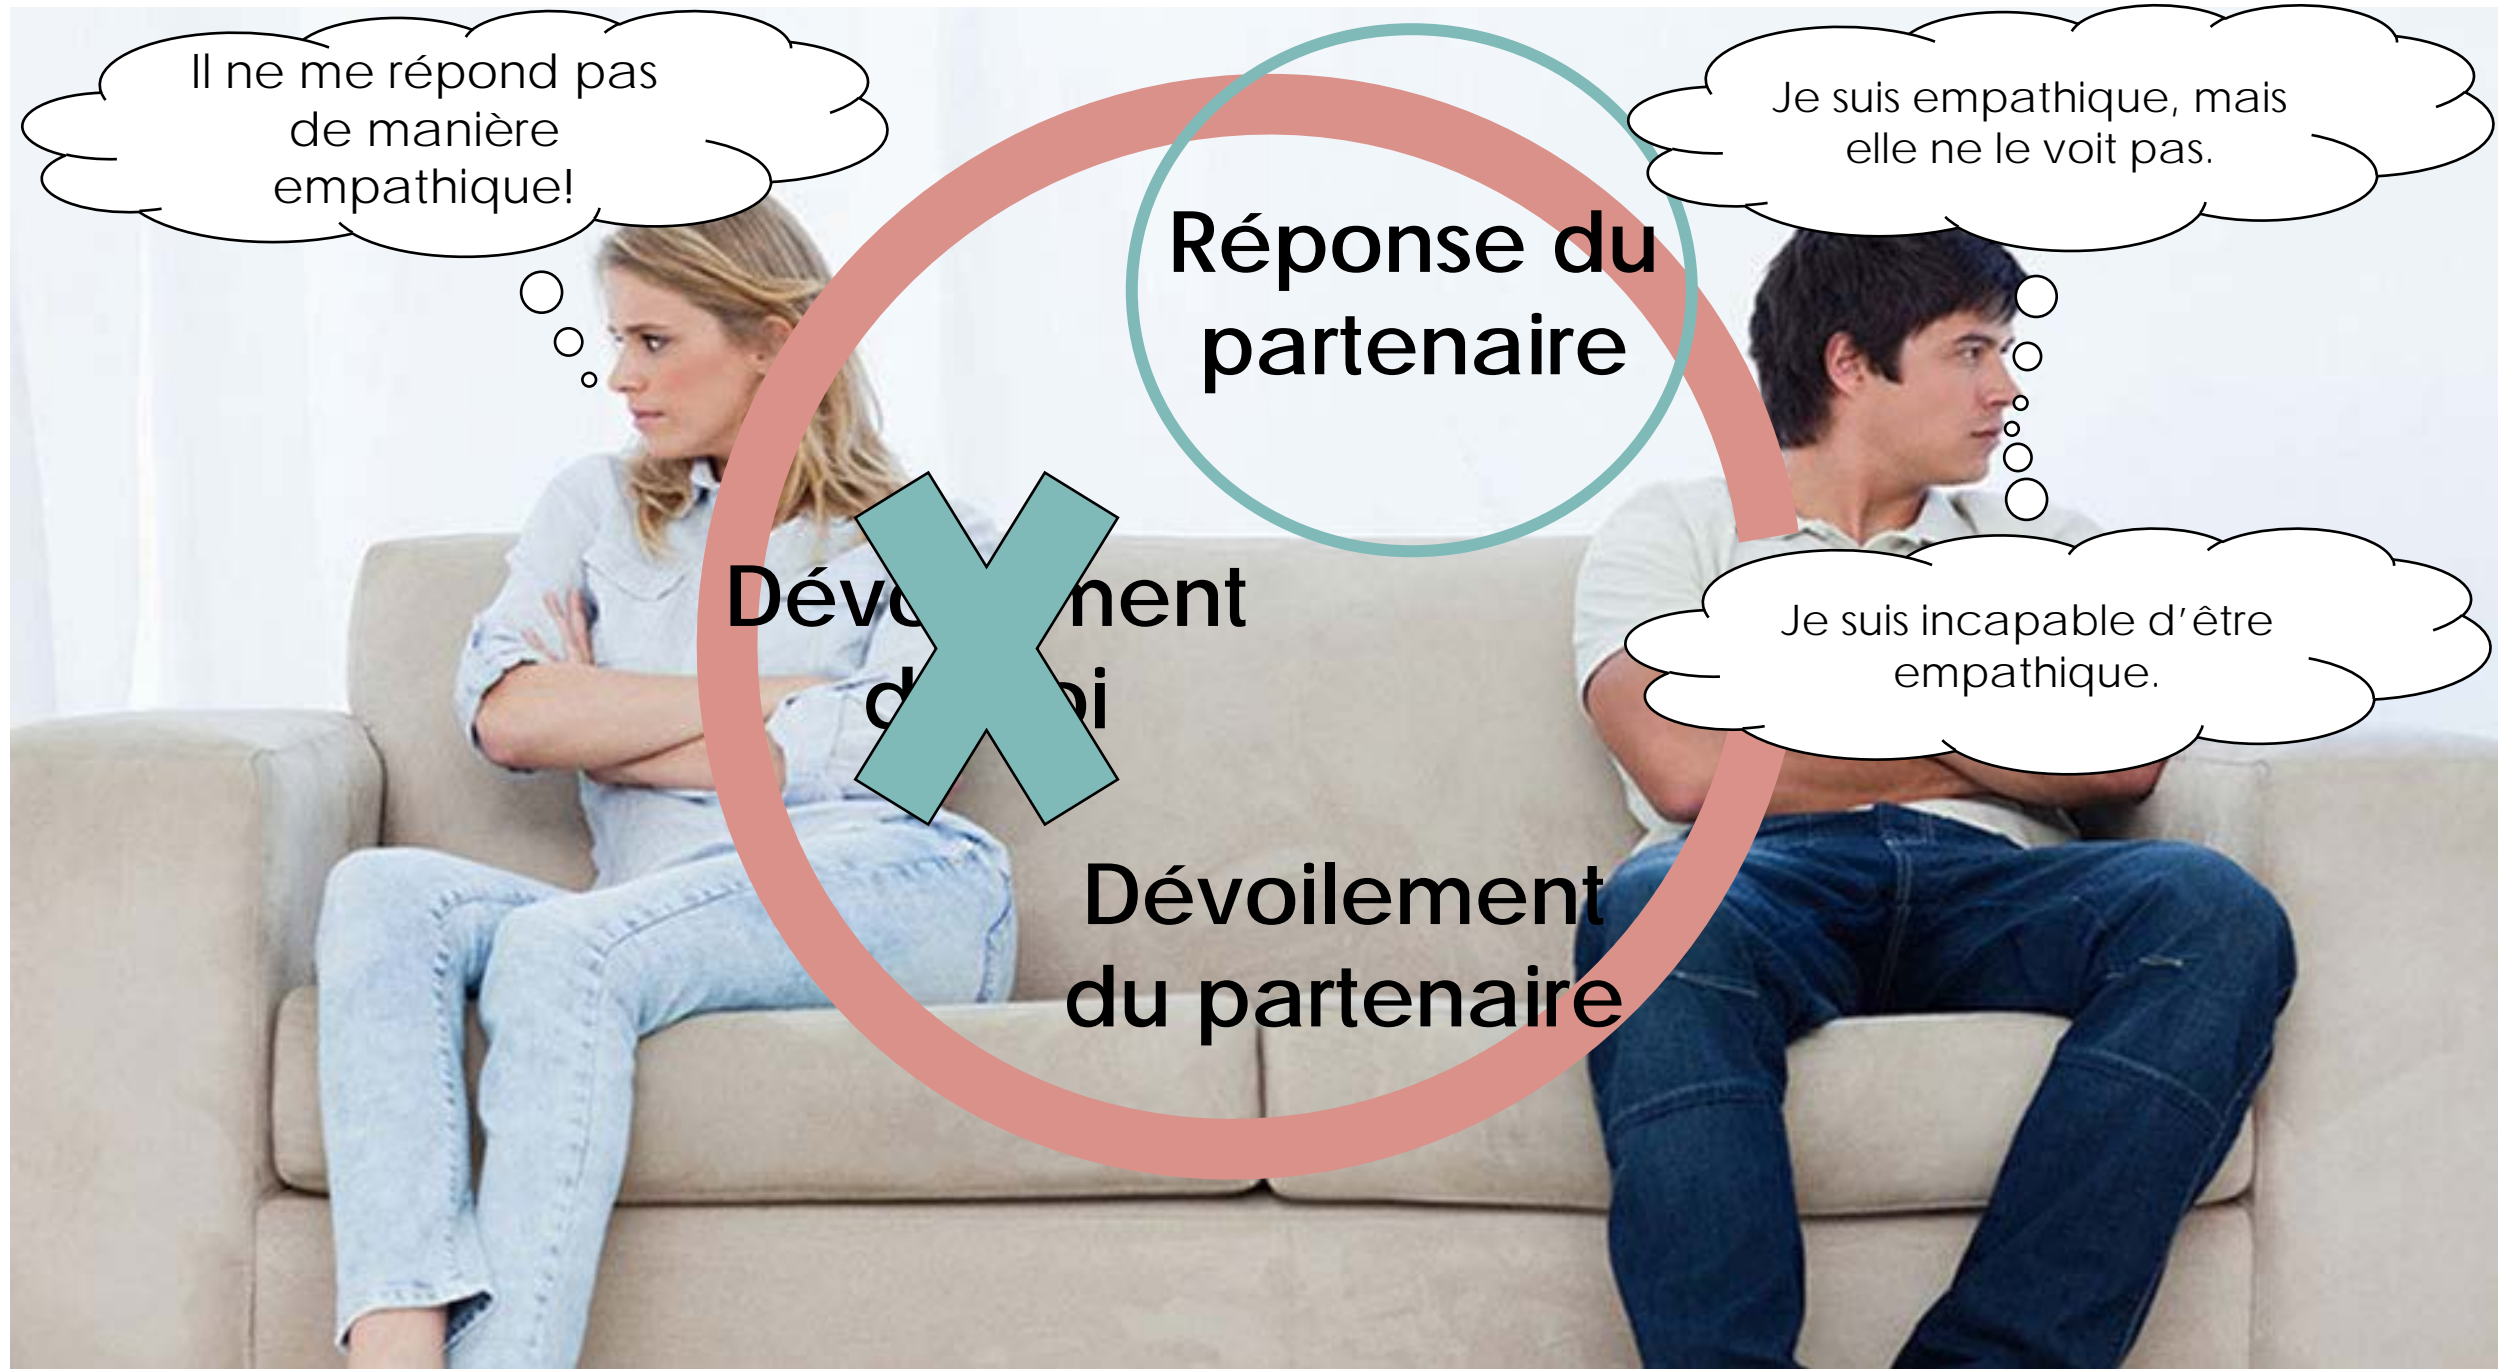 Il ne me répond pas
de manière
empathique!
Je suis empathique, mais
elle ne le voit pas.
Réponse du
partenaire
Je suis incapable d'être
empathique.
Dévoilement
du partenaire